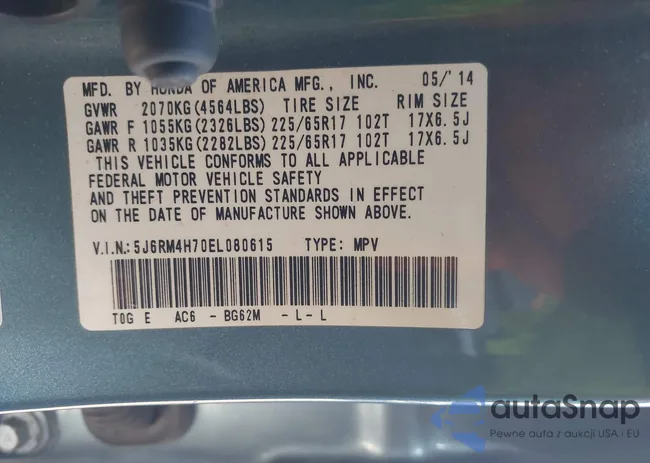 MFD. BY HONDA OF AMERICA MFG., INC. 05/'14
GVWR 2070KG(4564LBS) TIRE SIZE RIM SIZE
GAWR F 1055KG(2326LBS) 225/65R17 102T 17X6.5J
GAWR R 1035KG(2282LBS) 225/65R17 102T 17X6.5J
THIS VEHICLE CONFORMS TO ALL APPLICABLE
FEDERAL MOTOR VEHICLE SAFETY
AND THEFT PREVENTION STANDARDS IN EFFECT
ON THE DATE OF MANUFACTURE SHOWN ABOVE.
V.I.N.:5J6RM4H70EL080615 TYPE: MPV
T0G E AC6 - BG62M - L- L
autaSnap
Pewne auta z aukcji USA i EU